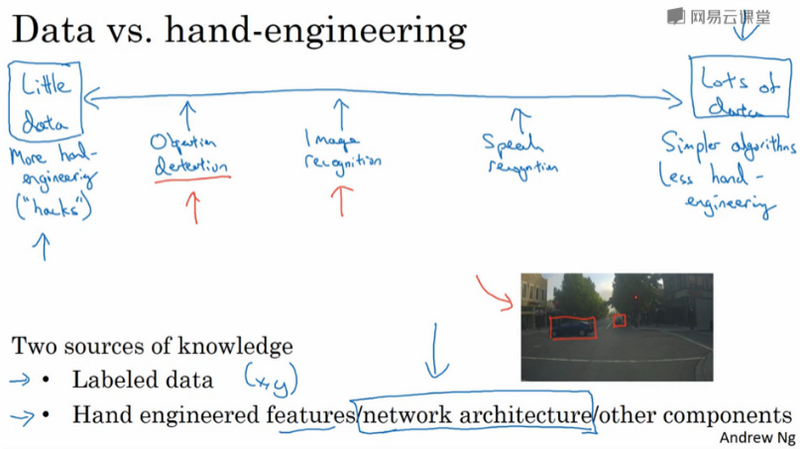 Data vs. hand-engineering
网易云课堂
Little
data
Lots of
data
More hand-
engineering
("hacks")
Objection
detection
Image
recognition
Speech
recognition
Simpler algorithms
Less hand-
engineering
Two sources of knowledge
→ • Labeled data (x,y)
→ • Hand engineered features/network architecture/other components
Andrew Ng